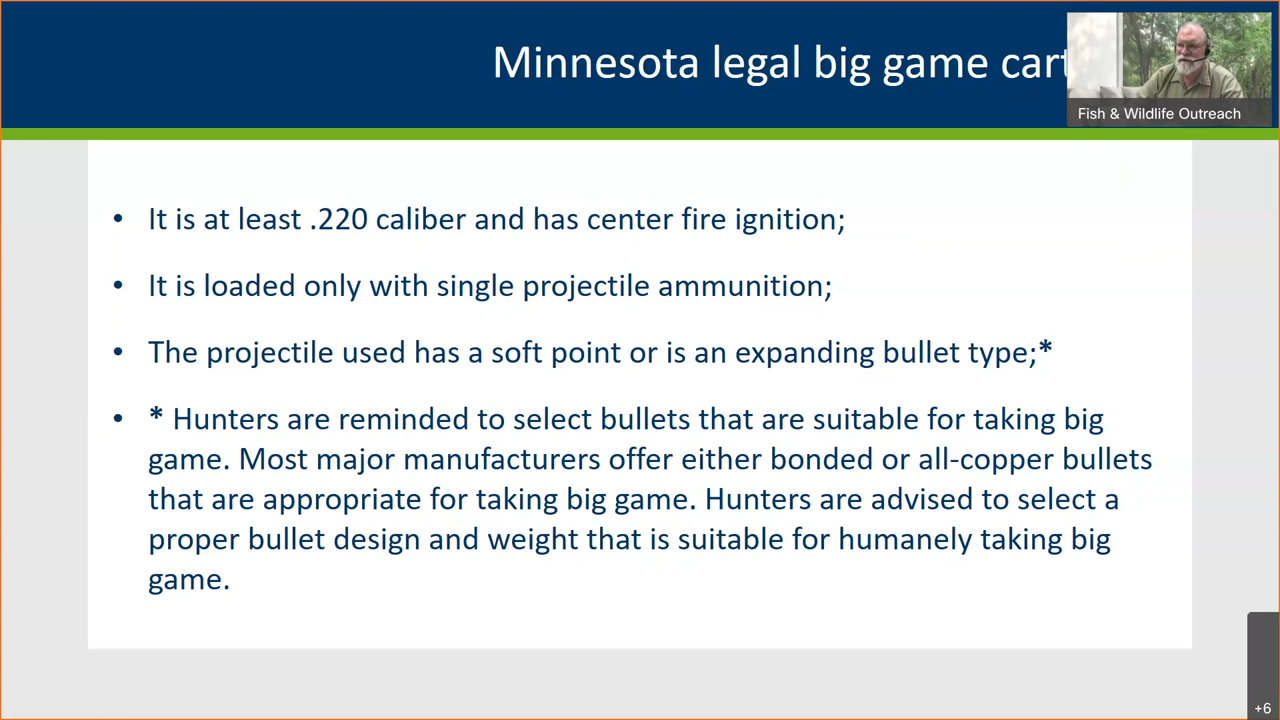 Minnesota legal big game cart
Fish & Wildlife Outreach
• It is at least .220 caliber and has center fire ignition;
• It is loaded only with single projectile ammunition;
• The projectile used has a soft point or is an expanding bullet type;*
• * Hunters are reminded to select bullets that are suitable for taking big
game. Most major manufacturers offer either bonded or all-copper bullets
that are appropriate for taking big game. Hunters are advised to select a
proper bullet design and weight that is suitable for humanely taking big
game.
+6